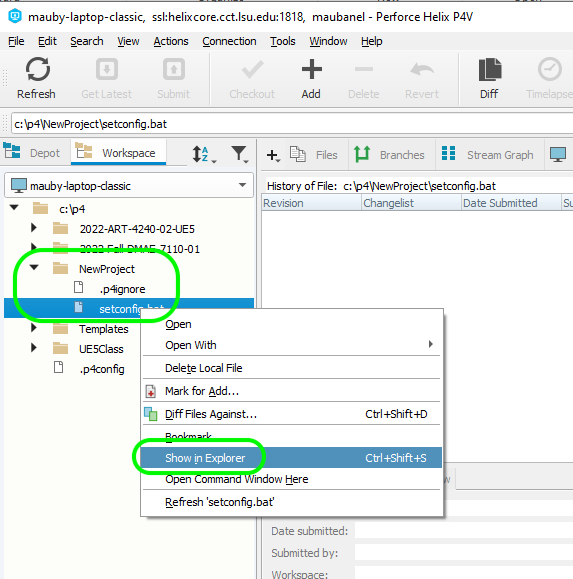 mauby-laptop-classic, ssl:helixcore.cct.lsu.edu:1818, maubanel - Perforce Helix P4V
File Edit Search View Actions Connection Tools Window Help
Refresh Get Latest Submit Checkout Add Delete Revert Diff Timelapse
c:\p4\NewProject\setconfig.bat
Depot Workspace Files Branches Stream Graph
mauby-laptop-classic
History of File: c:\p4\NewProject\setconfig.bat
Revision Changelist Date Submitted Su
c:\p4
2022-ART-4240-02-UE5
2022-Fall-DMAE-7110-01
NewProject
.p4ignore
setconfig.bat
Templates
UE5Class
.p4config
Open
Open With
Delete Local File
Mark for Add...
Diff Files Against... Ctrl+Shift+D
Bookmark
Show in Explorer Ctrl+Shift+S
Open Command Window Here
Refresh 'setconfig.bat'
Date submitted:
Submitted by:
Workspace: